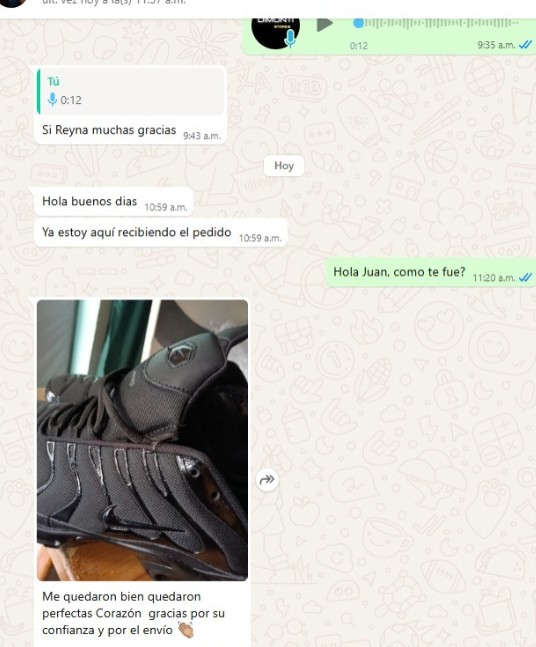 últ. vez hoy a la(s) 11:37 a.m.
STORES
0:12
9:35 a.m.
Tú
0:12
Si Reyna muchas gracias 9:43 a.m.
Hoy
Hola buenos dias 10:59 a.m.
Ya estoy aquí recibiendo el pedido 10:59 a.m.
Hola Juan, como te fue? 11:20 a.m.
Me quedaron bien quedaron
perfectas Corazón gracias por su
confianza y por el envío 👏🏽